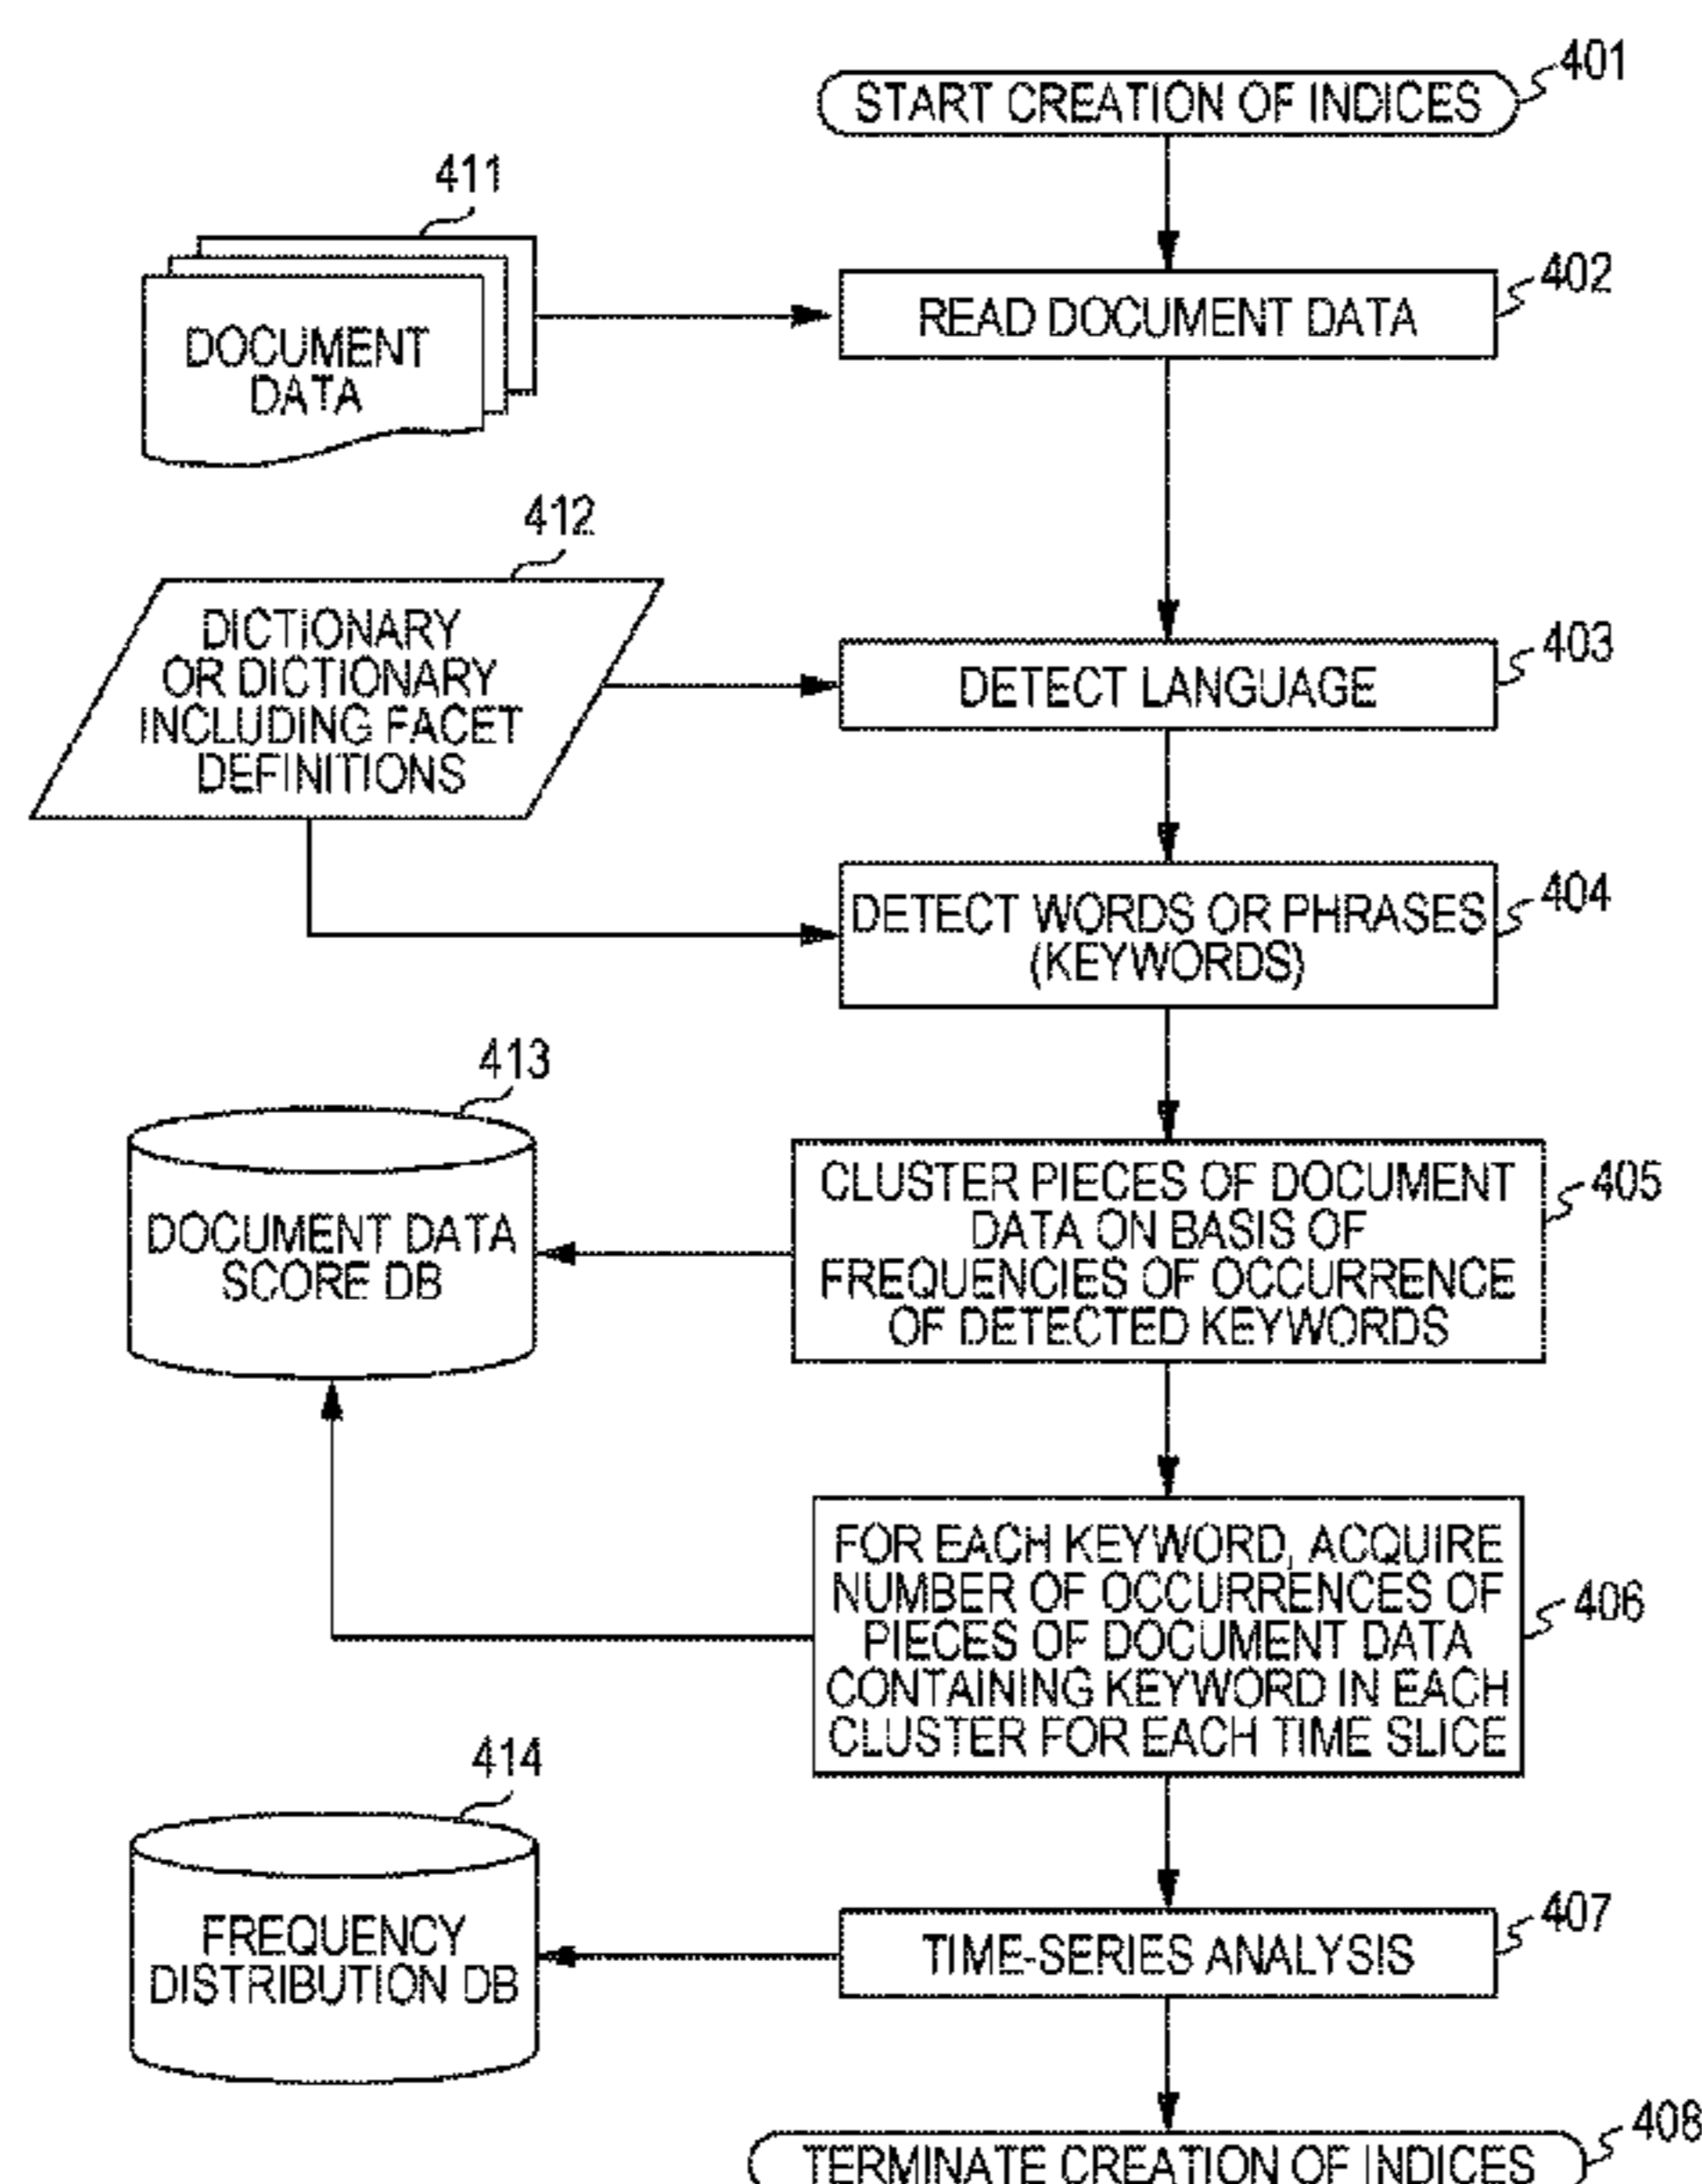 401
START CREATION OF INDICES
411
402
READ DOCUMENT DATA
DOCUMENT
DATA
412
DICTIONARY
OR DICTIONARY
INCLUDING FACET
DEFINITIONS
403
DETECT LANGUAGE
404
DETECT WORDS OR PHRASES
(KEYWORDS)
413
DOCUMENT DATA
SCORE DB
405
CLUSTER PIECES OF DOCUMENT
DATA ON BASIS OF
FREQUENCIES OF OCCURRENCE
OF DETECTED KEYWORDS
406
FOR EACH KEYWORD, ACQUIRE
NUMBER OF OCCURRENCES OF
PIECES OF DOCUMENT DATA
CONTAINING KEYWORD IN EACH
CLUSTER FOR EACH TIME SLICE
414
FREQUENCY
DISTRIBUTION DB
407
TIME-SERIES ANALYSIS
408
TERMINATE CREATION OF INDICES